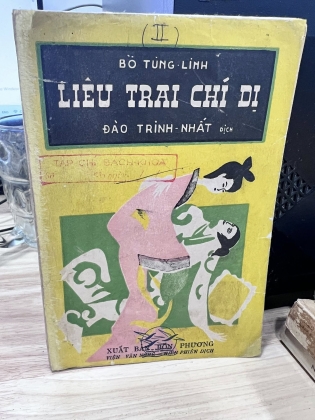 (II)
BỒ TÙNG-LINH
LIÊU TRAI CHÍ DỊ
ĐÀO TRINH-NHẤT DỊCH
TẠP CHÍ BÁCH-KHOA
XUẤT BẢN BỐN PHƯƠNG